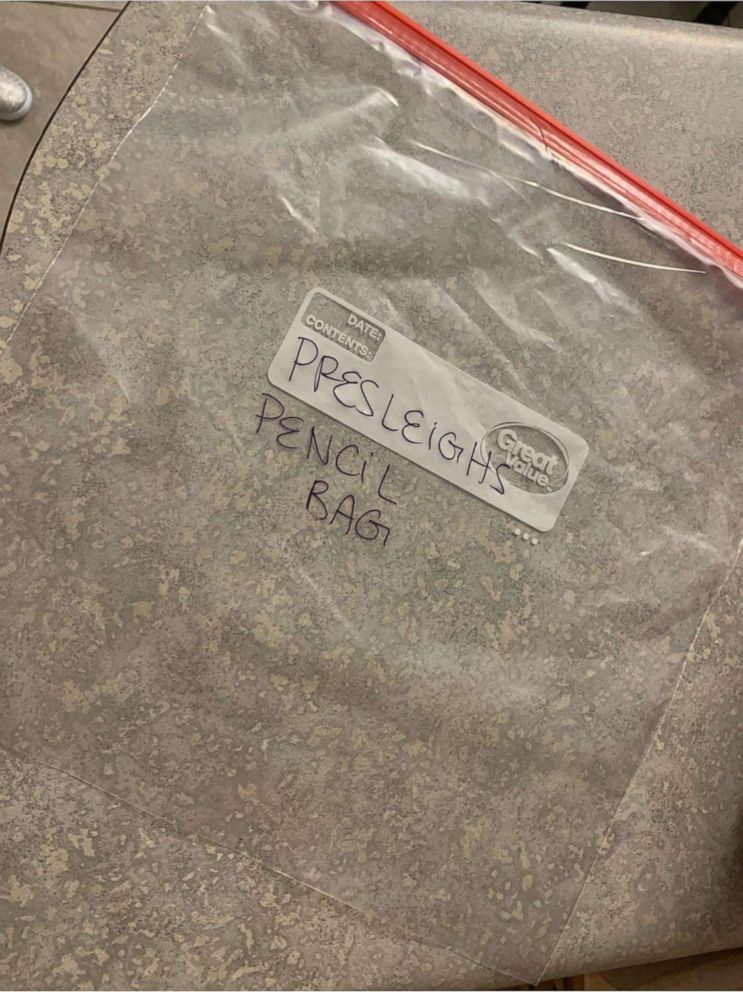 DATE:
CONTENTS:
PRESLEiGHS
Great
Value
PENCiL
BAG